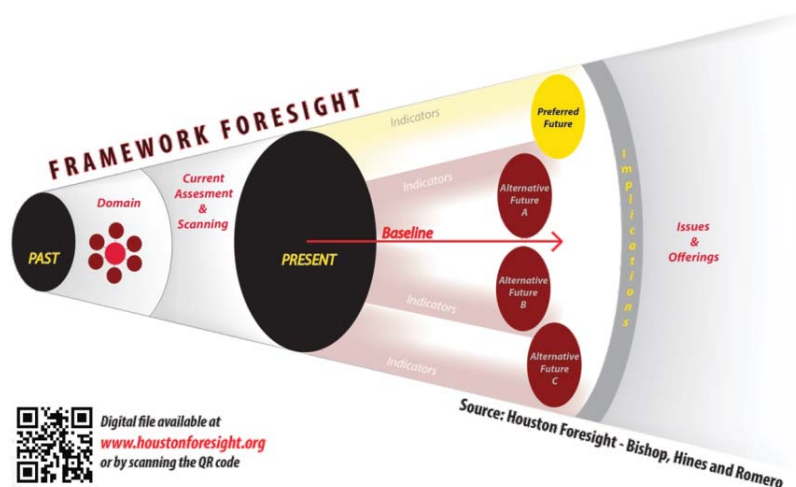 FRAMEWORK FORESIGHT
PAST
Domain
Current
Assesment
&
Scanning
PRESENT
Baseline
Indicators
Indicators
Indicators
Indicators
Preferred
Future
Alternative
Future
A
Alternative
Future
B
Alternative
Future
C
Implications
Issues
&
Offerings
Source: Houston Foresight - Bishop, Hines and Romero
Digital file available at
www.houstonforesight.org
or by scanning the QR code